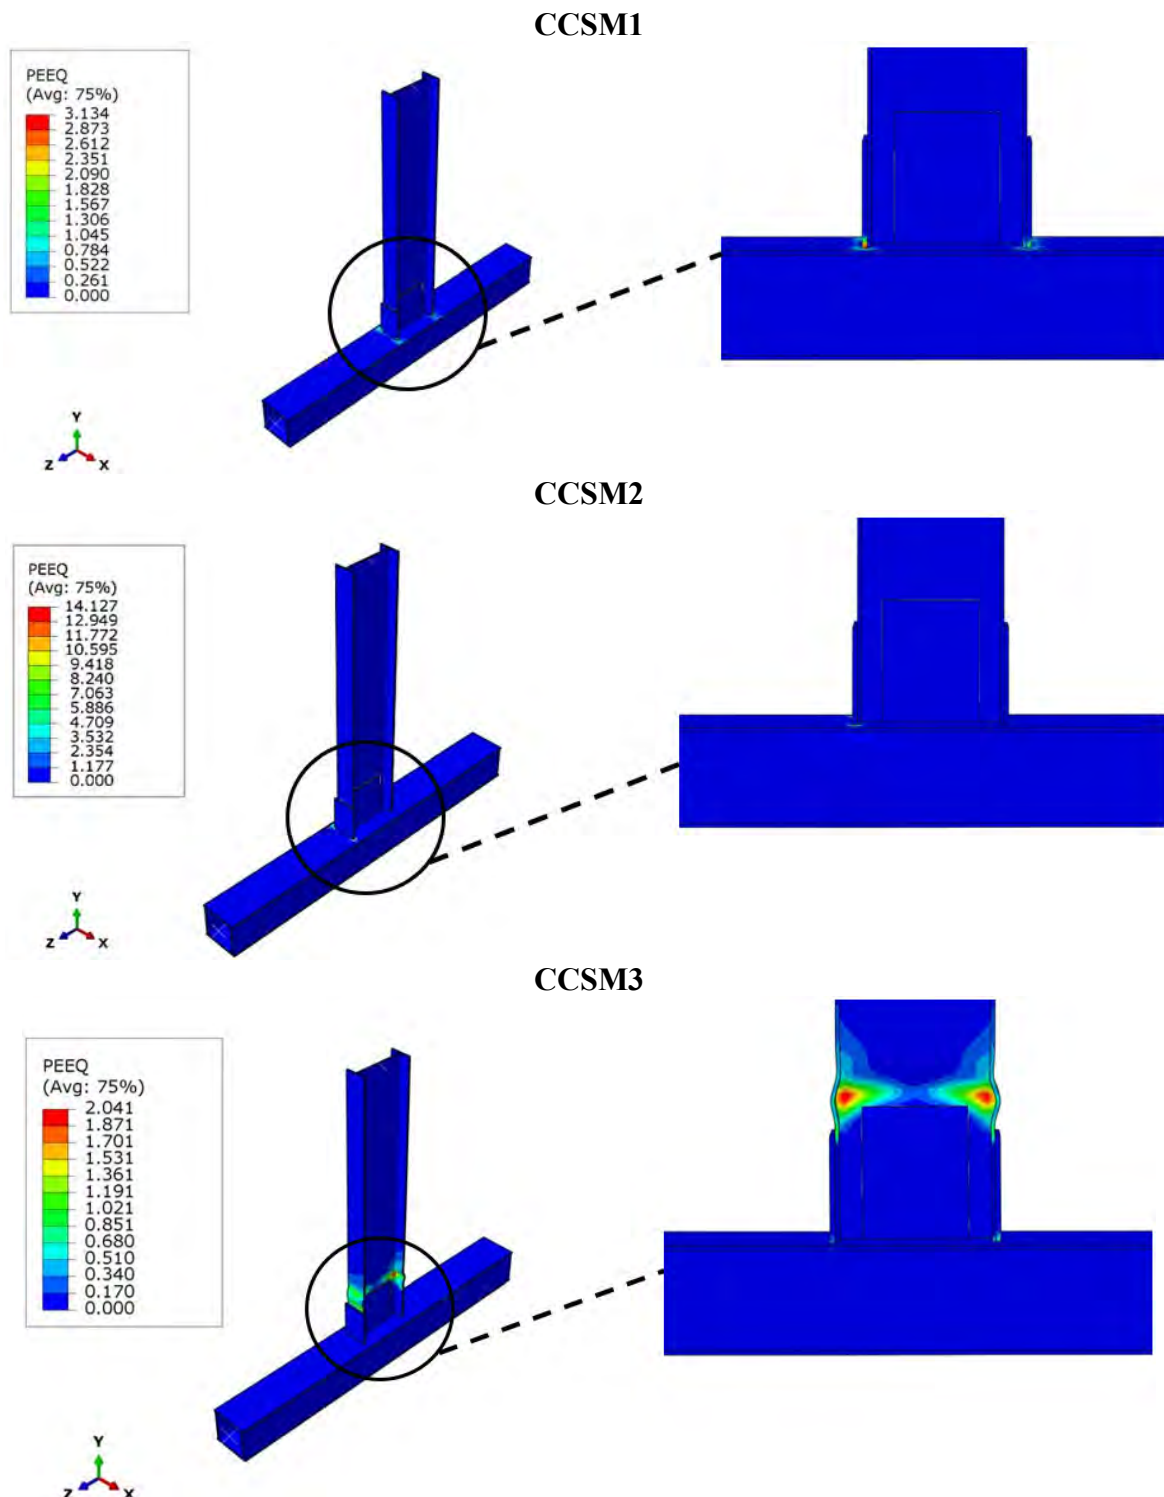 CCSM1
PEEQ
(Avg: 75%)
3.134
2.873
2.612
2.351
2.090
1.828
1.567
1.306
1.045
0.784
0.522
0.261
0.000
Y
Z X
CCSM2
PEEQ
(Avg: 75%)
14.127
12.949
11.772
10.595
9.418
8.240
7.063
5.886
4.709
3.532
2.354
1.177
0.000
Y
Z X
CCSM3
PEEQ
(Avg: 75%)
2.041
1.871
1.701
1.531
1.361
1.191
1.021
0.851
0.680
0.510
0.340
0.170
0.000
Y
Z X